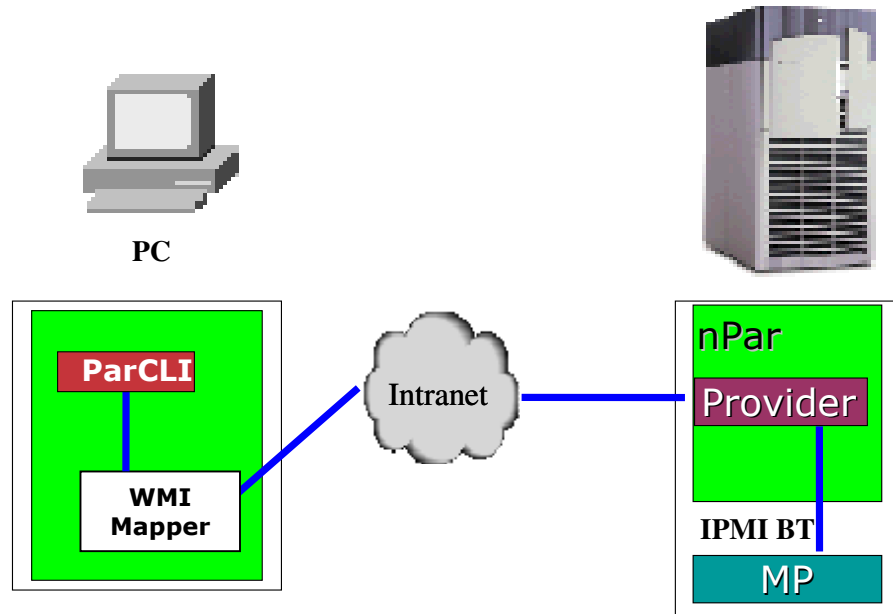 PC
ParCLI
WMI
Mapper
Intranet
nPar
Provider
IPMI BT
MP